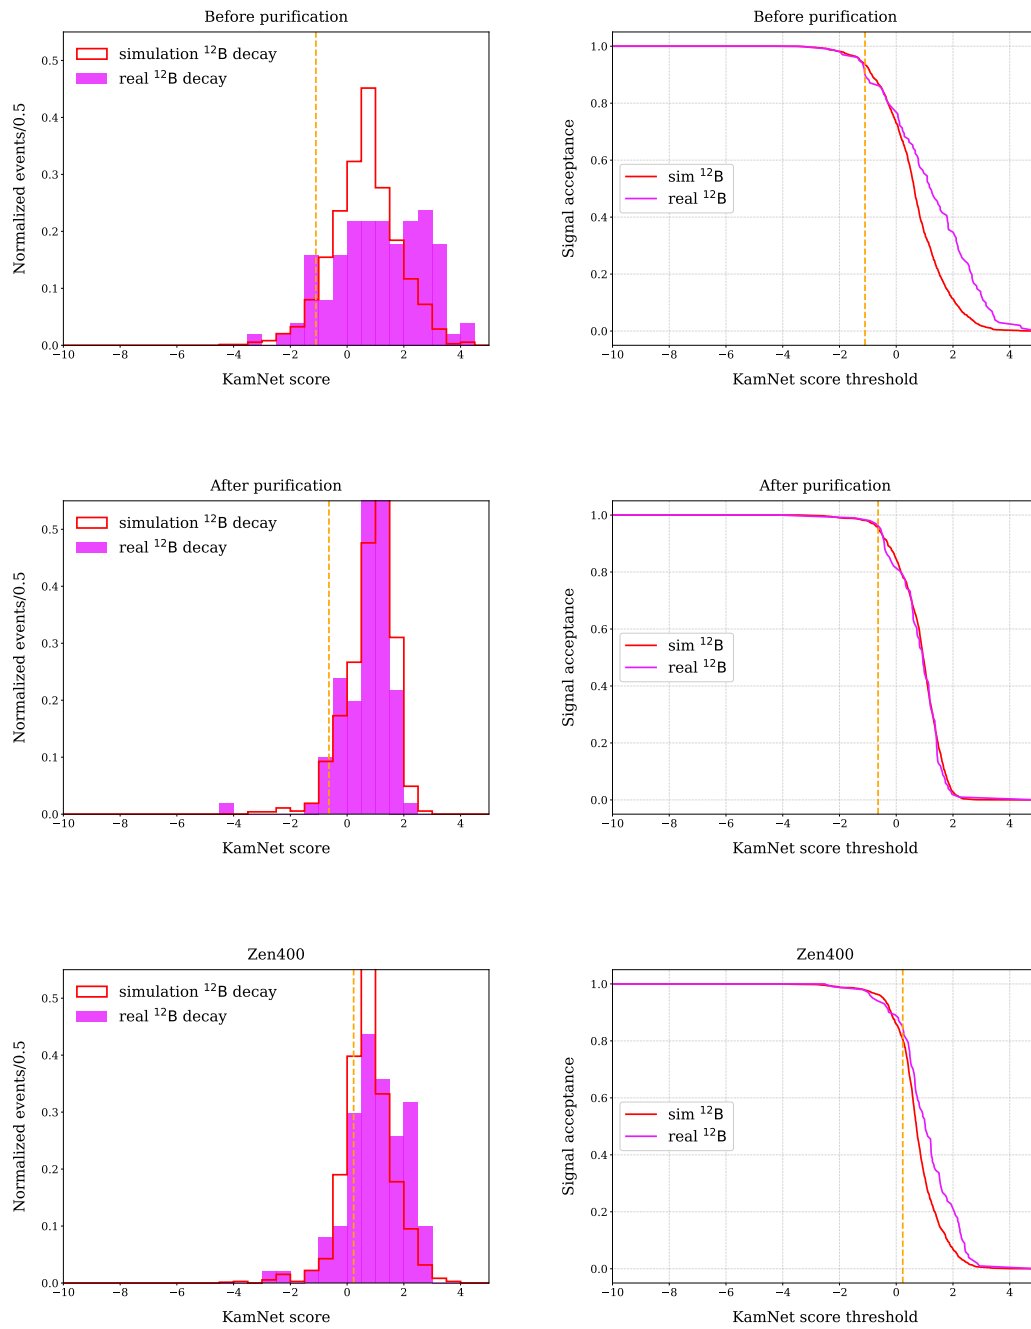 Before purification
simulation ¹²B decay
real ¹²B decay
Normalized events/0.5
0.5
0.4
0.3
0.2
0.1
0.0
−10 −8 −6 −4 −2 0 2 4
KamNet score
Before purification
Signal acceptance
1.0
0.8
0.6
0.4
0.2
0.0
sim ¹²B
real ¹²B
−10 −8 −6 −4 −2 0 2 4
KamNet score threshold
After purification
simulation ¹²B decay
real ¹²B decay
Normalized events/0.5
0.5
0.4
0.3
0.2
0.1
0.0
−10 −8 −6 −4 −2 0 2 4
KamNet score
After purification
Signal acceptance
1.0
0.8
0.6
0.4
0.2
0.0
sim ¹²B
real ¹²B
−10 −8 −6 −4 −2 0 2 4
KamNet score threshold
Zen400
simulation ¹²B decay
real ¹²B decay
Normalized events/0.5
0.5
0.4
0.3
0.2
0.1
0.0
−10 −8 −6 −4 −2 0 2 4
KamNet score
Zen400
Signal acceptance
1.0
0.8
0.6
0.4
0.2
0.0
sim ¹²B
real ¹²B
−10 −8 −6 −4 −2 0 2 4
KamNet score threshold